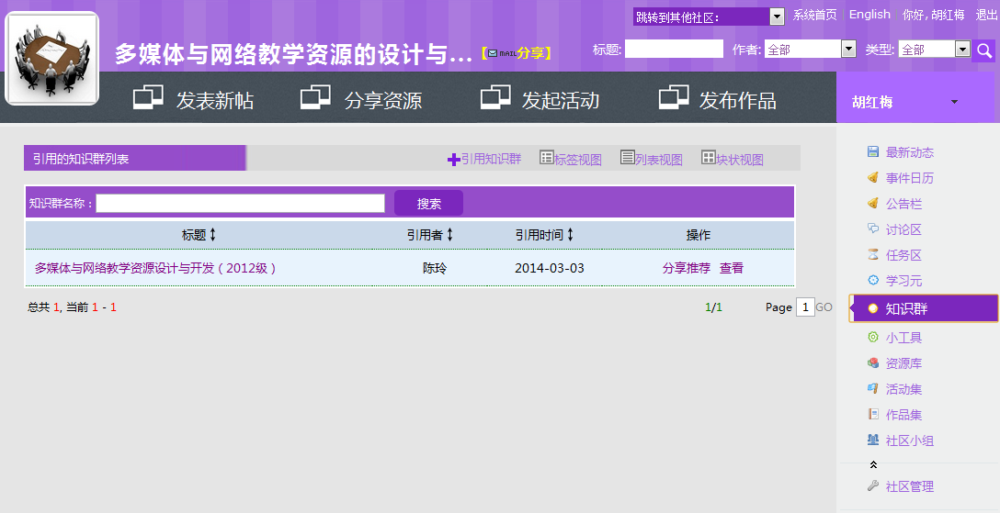 跳转到其他社区： 系统首页 English 你好, 胡红梅 退出
多媒体与网络教学资源的设计与... 【MAIL分享】 标题: 作者: 全部 类型: 全部
发表新帖 分享资源 发起活动 发布作品 胡红梅
引用的知识群列表 引用知识群 标签视图 列表视图 块状视图
知识群名称： 搜索
标题 引用者 引用时间 操作
多媒体与网络教学资源设计与开发（2012级） 陈玲 2014-03-03 分享推荐 查看
总共 1, 当前 1 - 1 1/1 Page 1 GO
最新动态
事件日历
公告栏
讨论区
任务区
学习元
知识群
小工具
资源库
活动集
作品集
社区小组
社区管理